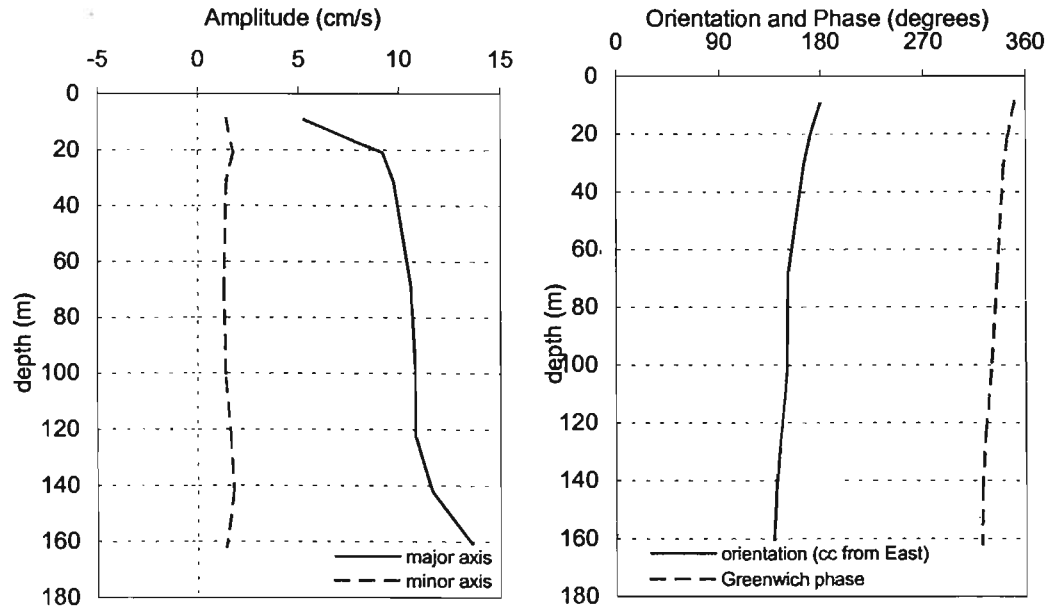 Amplitude (cm/s)
-5 0 5 10 15
0
20
40
60
80
100
120
140
160
180
depth (m)
major axis
minor axis
Orientation and Phase (degrees)
0 90 180 270 360
0
20
40
60
80
100
120
140
160
180
depth (m)
orientation (cc from East)
Greenwich phase